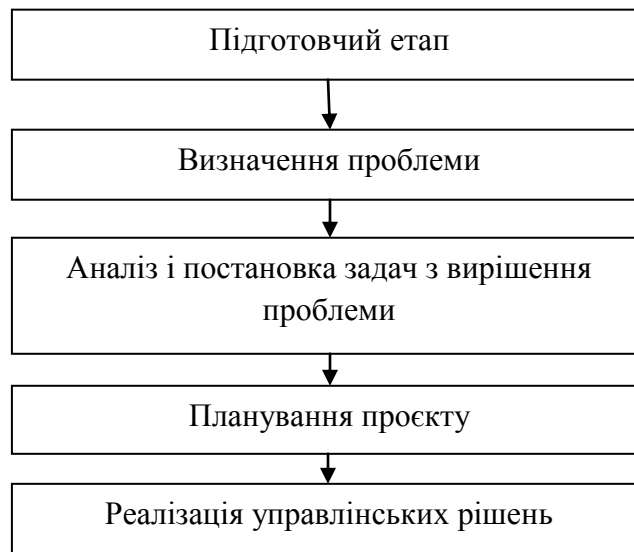 Підготовчий етап
Визначення проблеми
Аналіз і постановка задач з вирішення
проблеми
Планування проєкту
Реалізація управлінських рішень